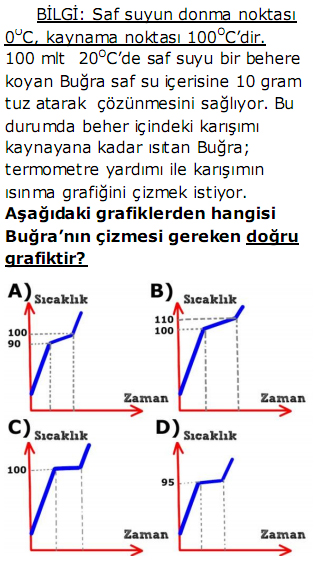 BİLGİ: Saf suyun donma noktası
0⁰C, kaynama noktası 100⁰C’dir.
100 mlt 20⁰C’de saf suyu bir behere
koyan Buğra saf su içerisine 10 gram
tuz atarak çözünmesini sağlıyor. Bu
durumda beher içindeki karışımı
kaynayana kadar ısıtan Buğra;
termometre yardımı ile karışımın
ısınma grafiğini çizmek istiyor.
Aşağıdaki grafiklerden hangisi
Buğra’nın çizmesi gereken doğru
grafiktir?
A) Sıcaklık
100
90
Zaman
B) Sıcaklık
110
100
Zaman
C) Sıcaklık
100
Zaman
D) Sıcaklık
95
Zaman